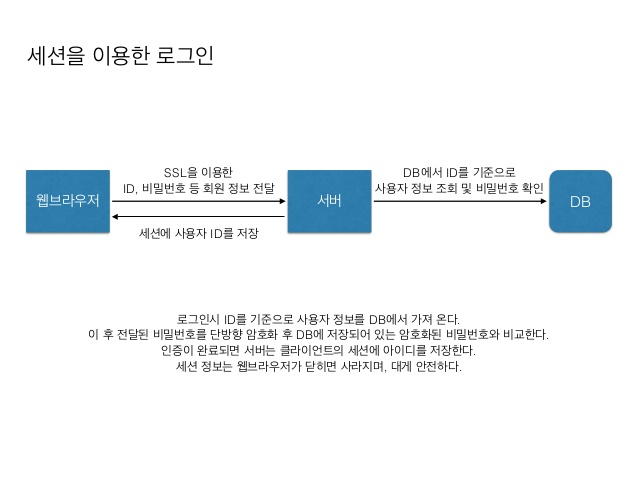 세션을 이용한 로그인
SSL을 이용한
ID, 비밀번호 등 회원 정보 전달
DB에서 ID를 기준으로
사용자 정보 조회 및 비밀번호 확인
웹브라우저
서버
DB
세션에 사용자 ID를 저장
로그인시 ID를 기준으로 사용자 정보를 DB에서 가져 온다.
이 후 전달된 비밀번호를 단방향 암호화 후 DB에 저장되어 있는 암호화된 비밀번호와 비교한다.
인증이 완료되면 서버는 클라이언트의 세션에 아이디를 저장한다.
세션 정보는 웹브라우저가 닫히면 사라지며, 대게 안전하다.